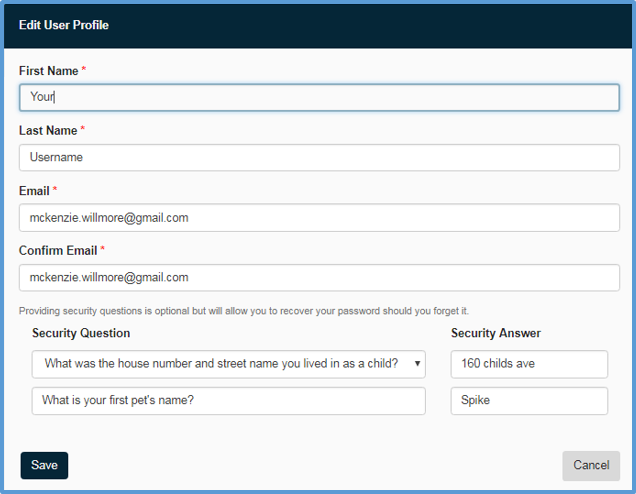 Edit User Profile
First Name *
Your
Last Name *
Username
Email *
mckenzie.willmore@gmail.com
Confirm Email *
mckenzie.willmore@gmail.com
Providing security questions is optional but will allow you to recover your password should you forget it.
Security Question Security Answer
What was the house number and street name you lived in as a child? 160 childs ave
What is your first pet's name? Spike
Save Cancel